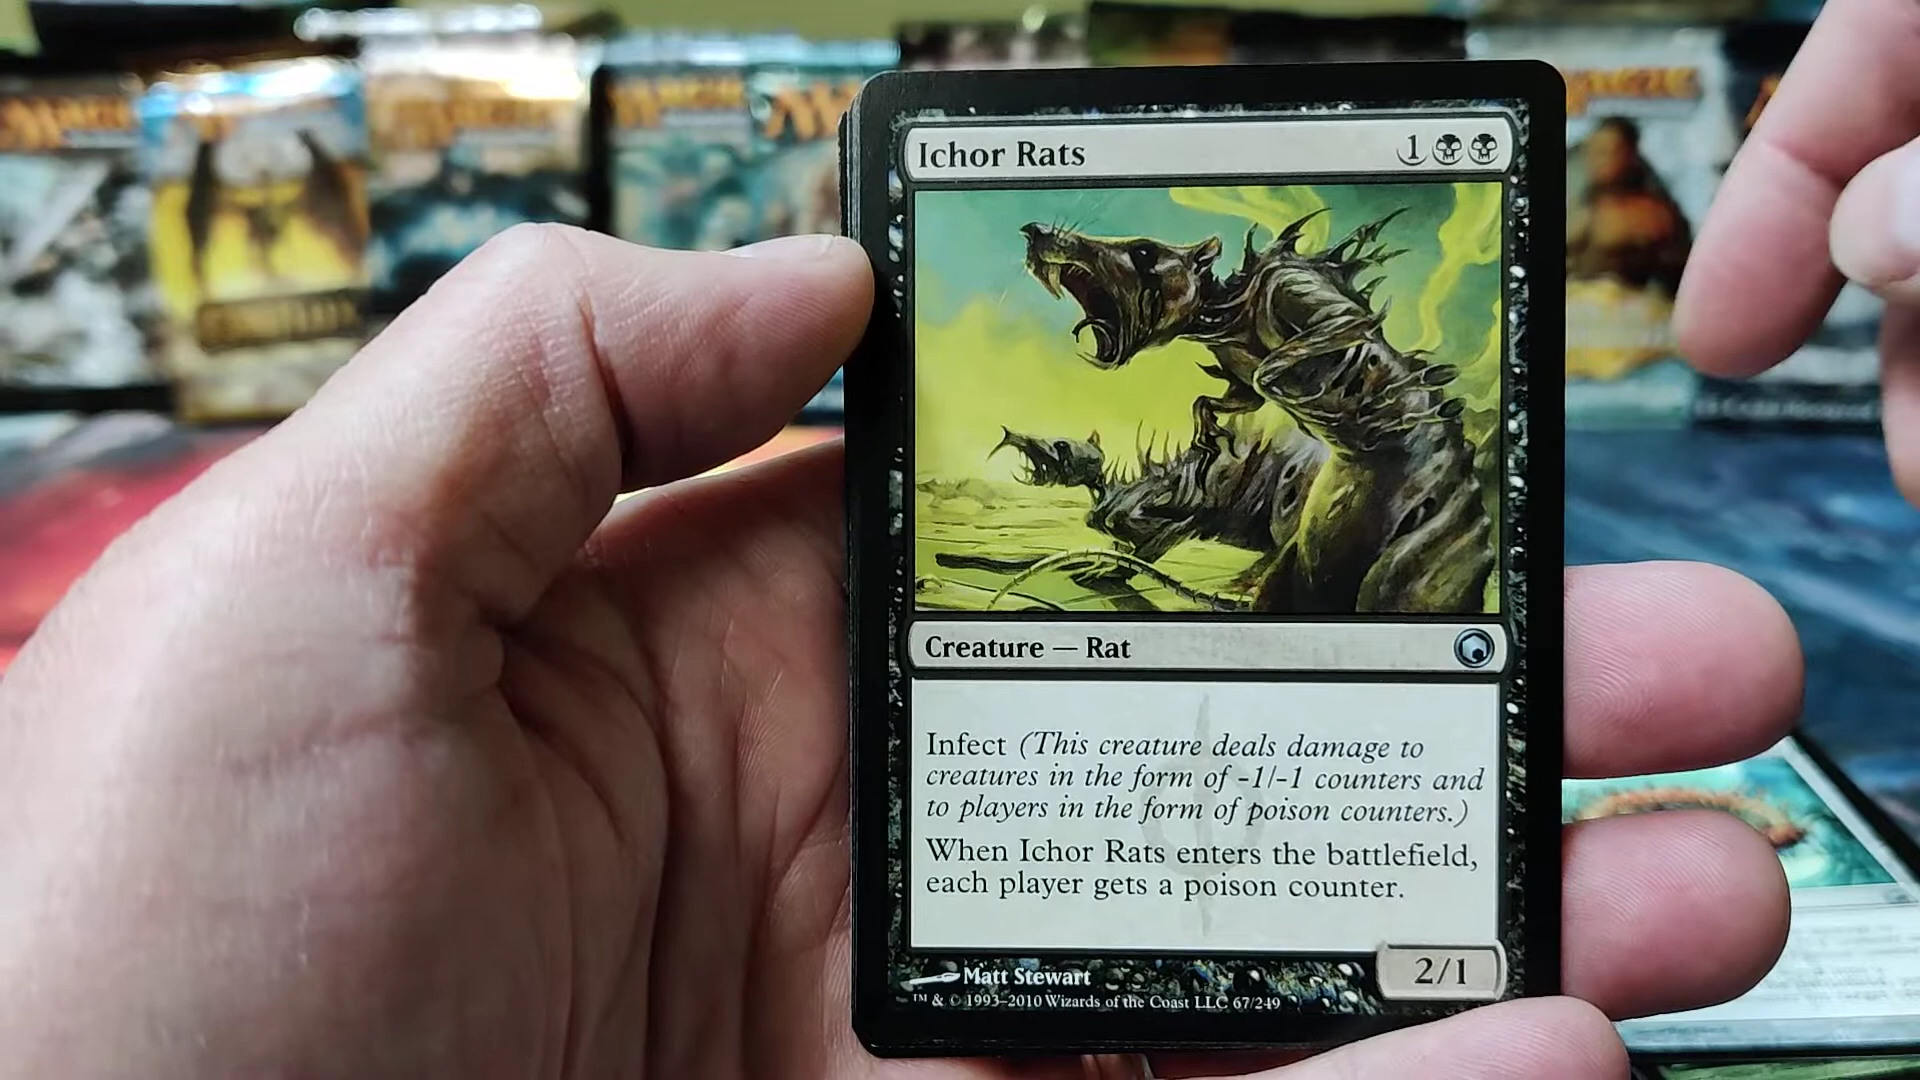 Ichor Rats
1
Creature — Rat
Infect (This creature deals damage to
creatures in the form of -1/-1 counters and
to players in the form of poison counters.)
When Ichor Rats enters the battlefield,
each player gets a poison counter.
2/1
Matt Stewart
™ & © 1993–2010 Wizards of the Coast LLC 67/249